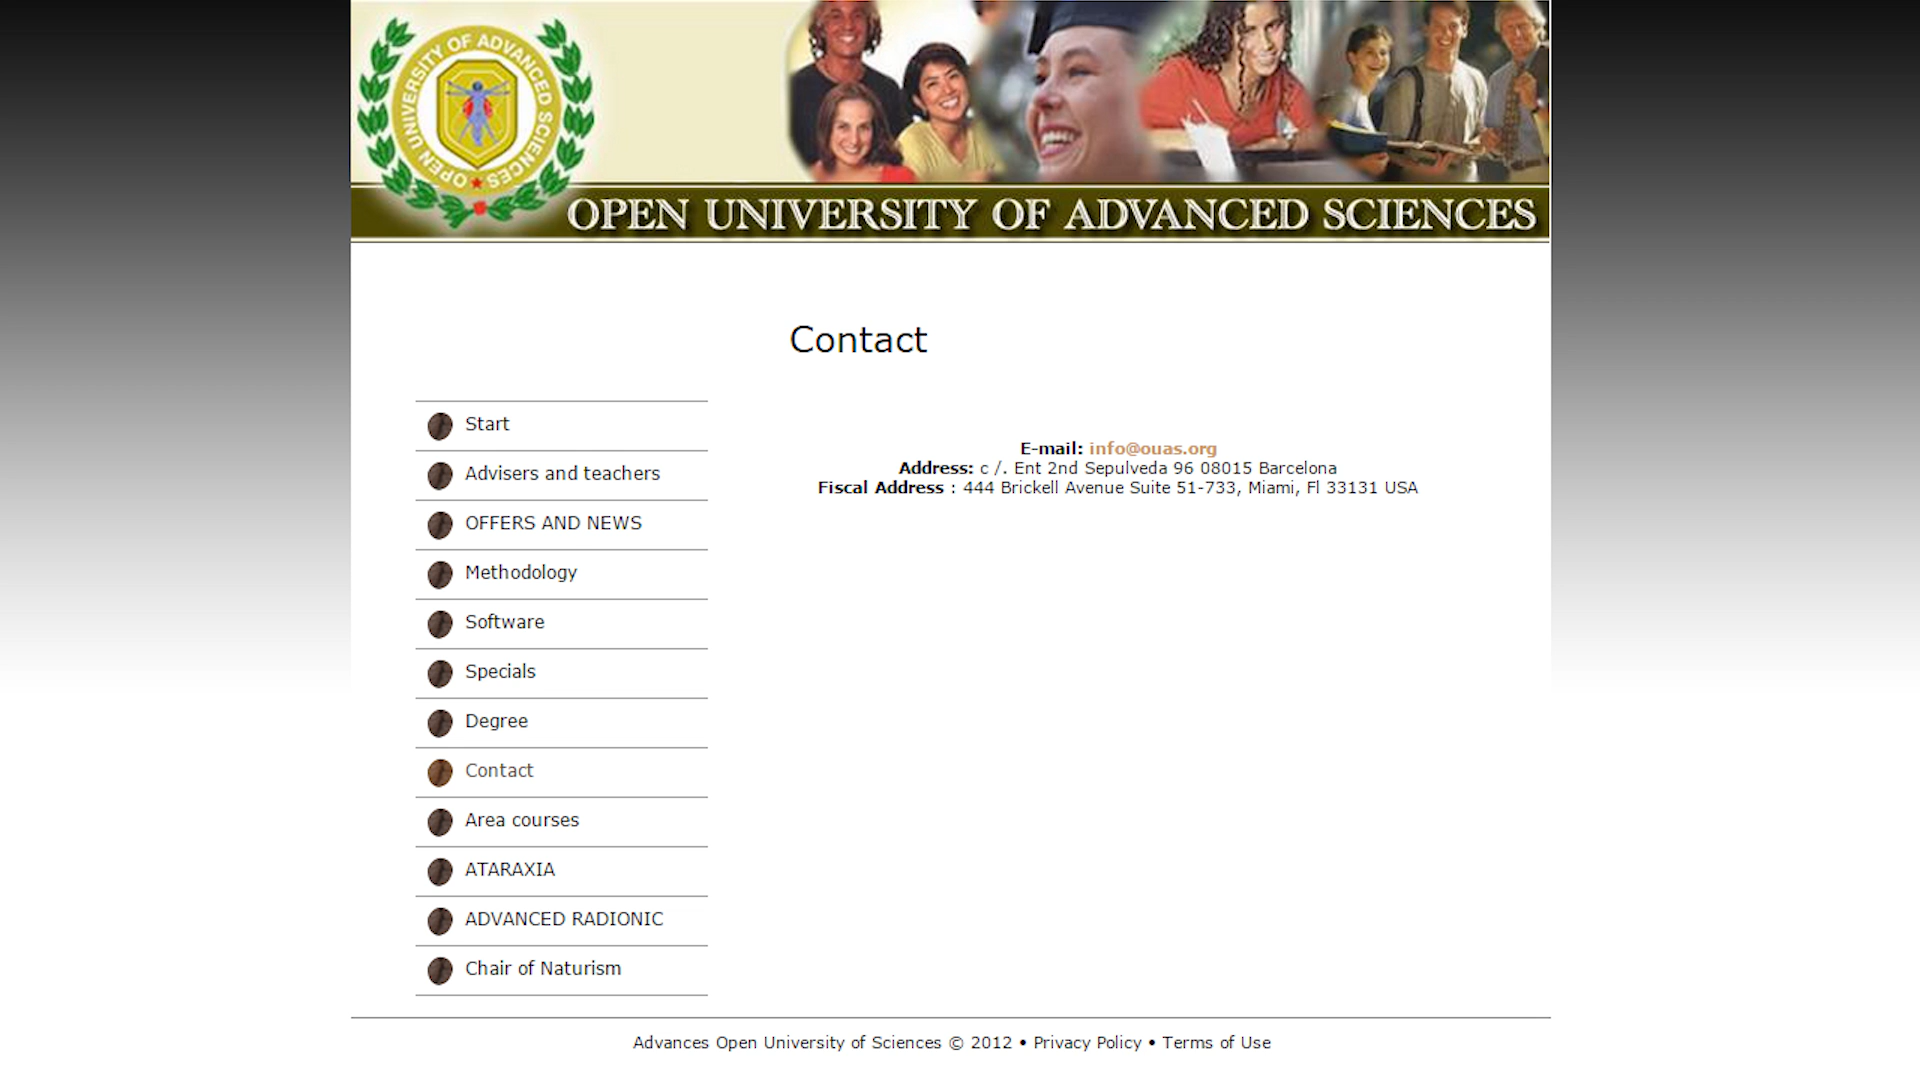 OPEN UNIVERSITY OF ADVANCED SCIENCES
OPEN UNIVERSITY OF ADVANCED SCIENCES
Contact
Start
Advisers and teachers
OFFERS AND NEWS
Methodology
Software
Specials
Degree
Contact
Area courses
ATARAXIA
ADVANCED RADIONIC
Chair of Naturism
E-mail: info@ouas.org
Address: c /. Ent 2nd Sepulveda 96 08015 Barcelona
Fiscal Address : 444 Brickell Avenue Suite 51-733, Miami, Fl 33131 USA
Advances Open University of Sciences © 2012 • Privacy Policy • Terms of Use